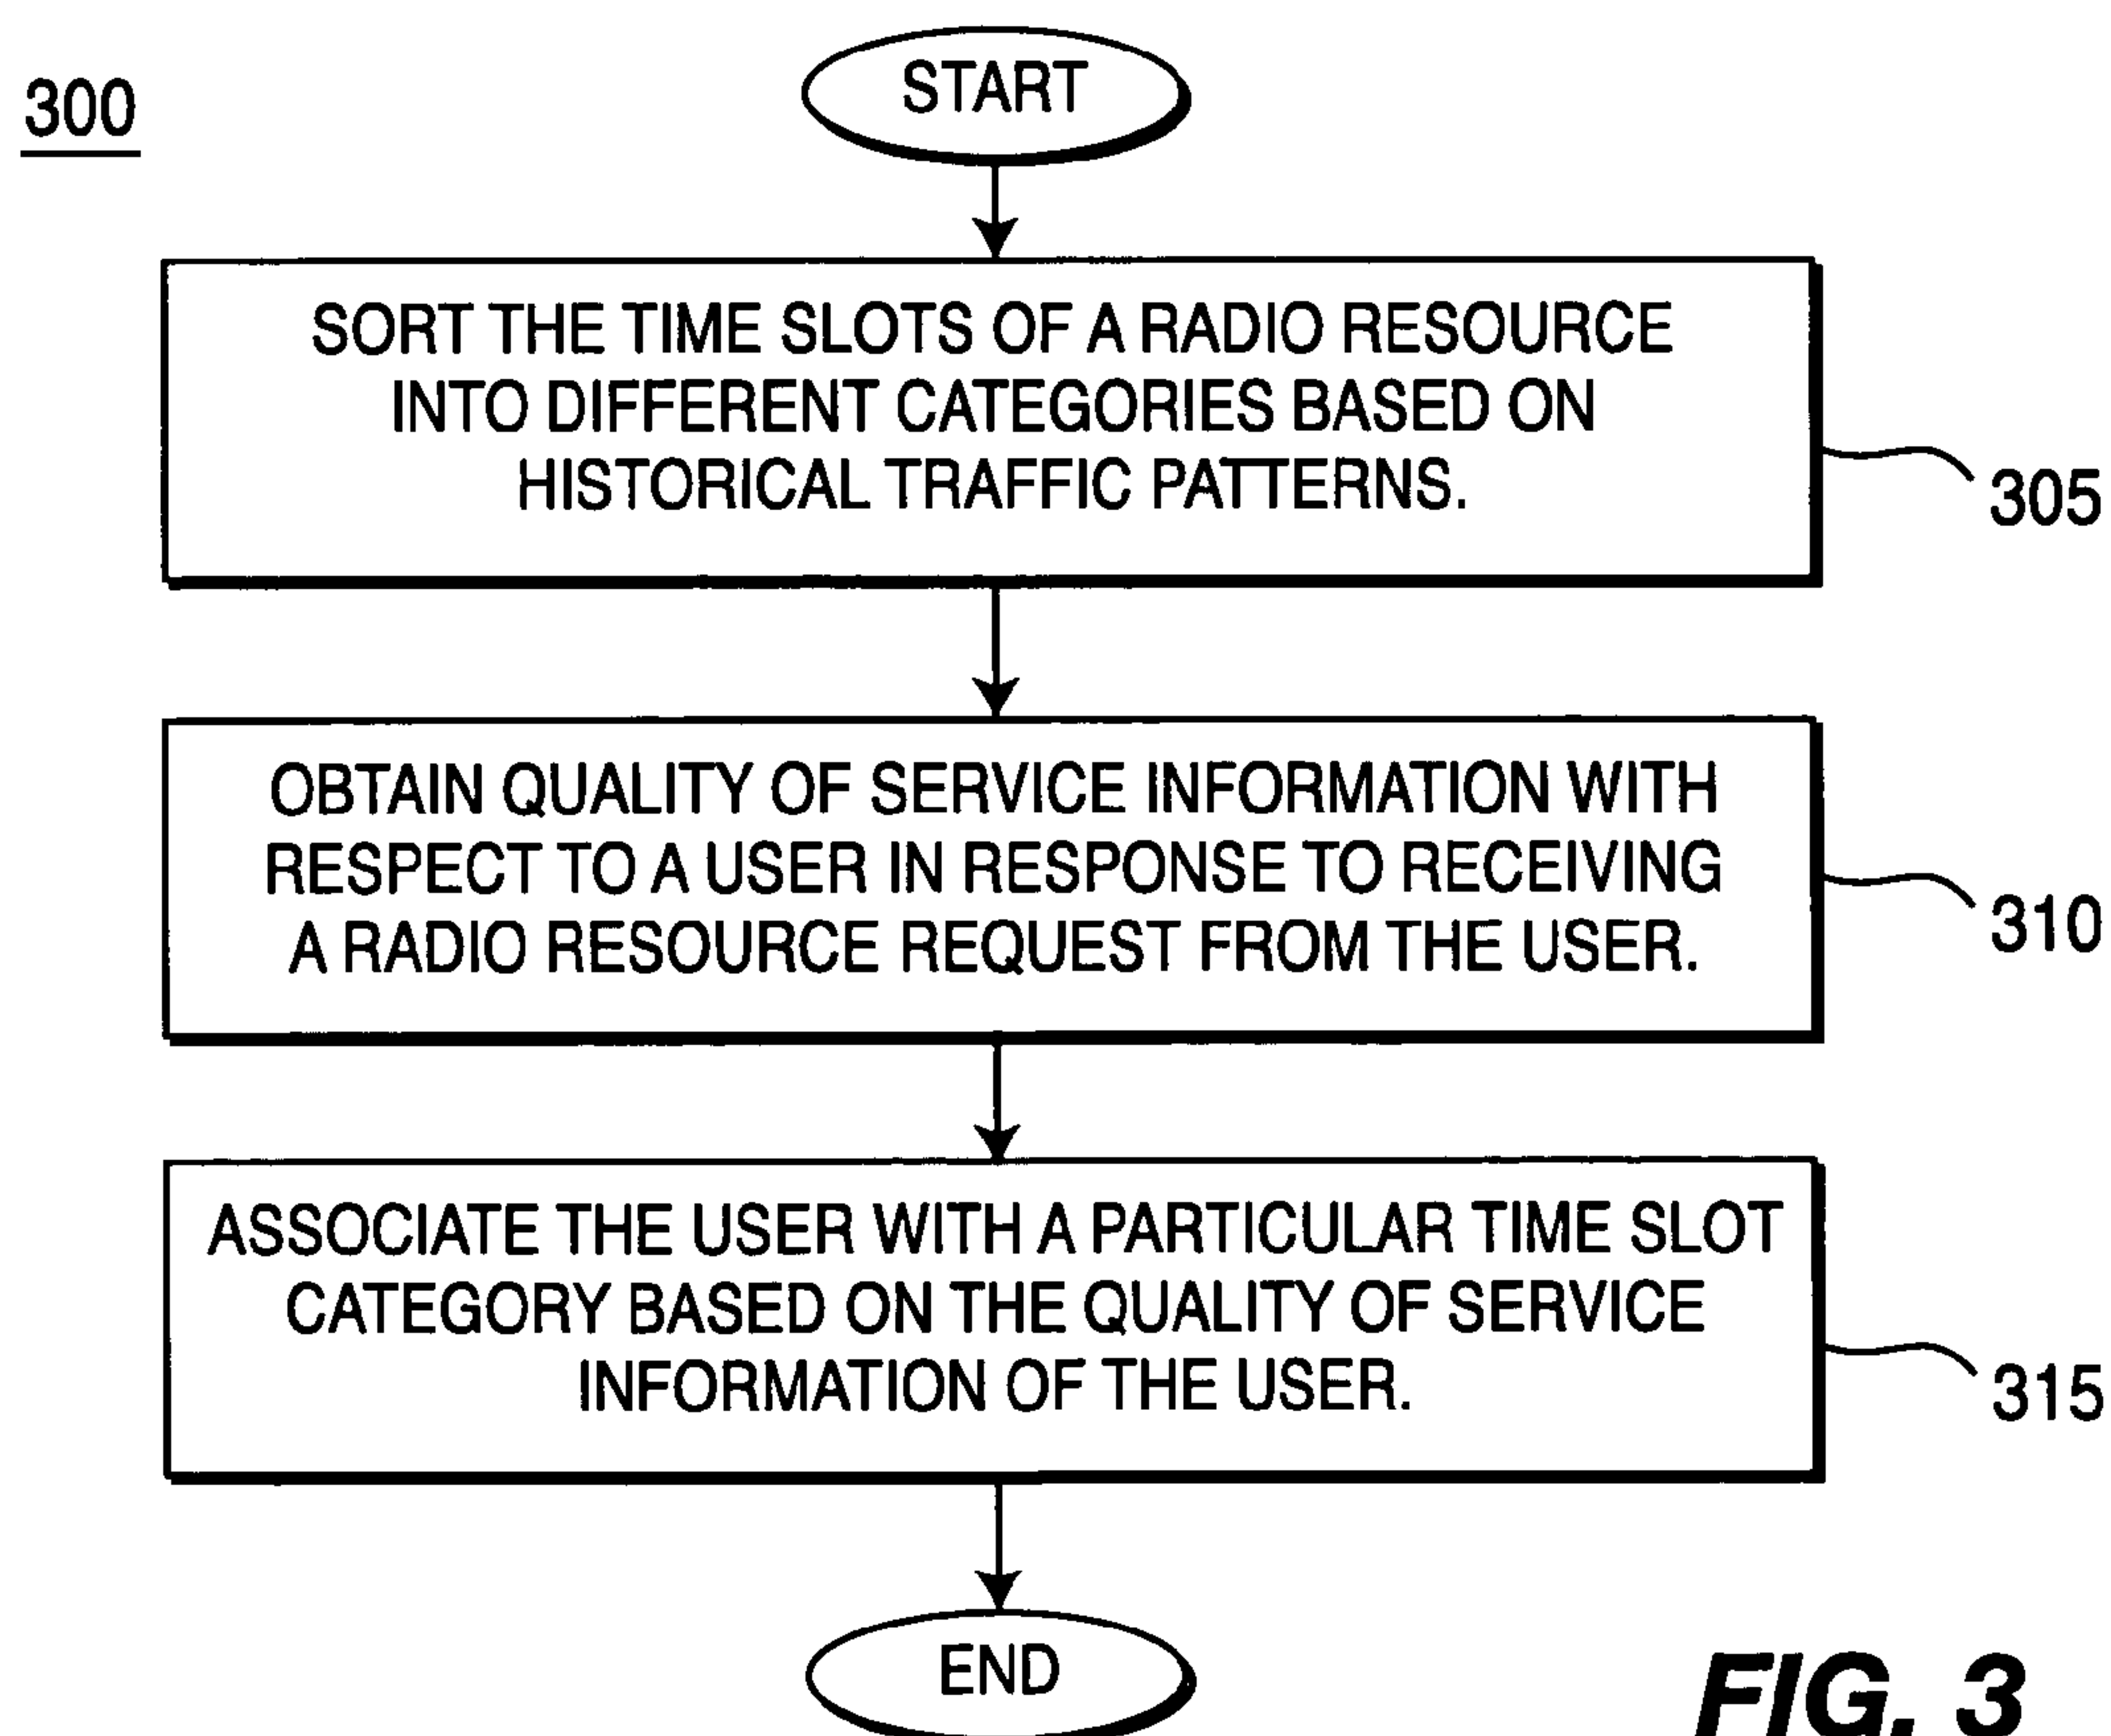 300
START
SORT THE TIME SLOTS OF A RADIO RESOURCE
INTO DIFFERENT CATEGORIES BASED ON
HISTORICAL TRAFFIC PATTERNS.
305
OBTAIN QUALITY OF SERVICE INFORMATION WITH
RESPECT TO A USER IN RESPONSE TO RECEIVING
A RADIO RESOURCE REQUEST FROM THE USER.
310
ASSOCIATE THE USER WITH A PARTICULAR TIME SLOT
CATEGORY BASED ON THE QUALITY OF SERVICE
INFORMATION OF THE USER.
315
END
FIG. 3